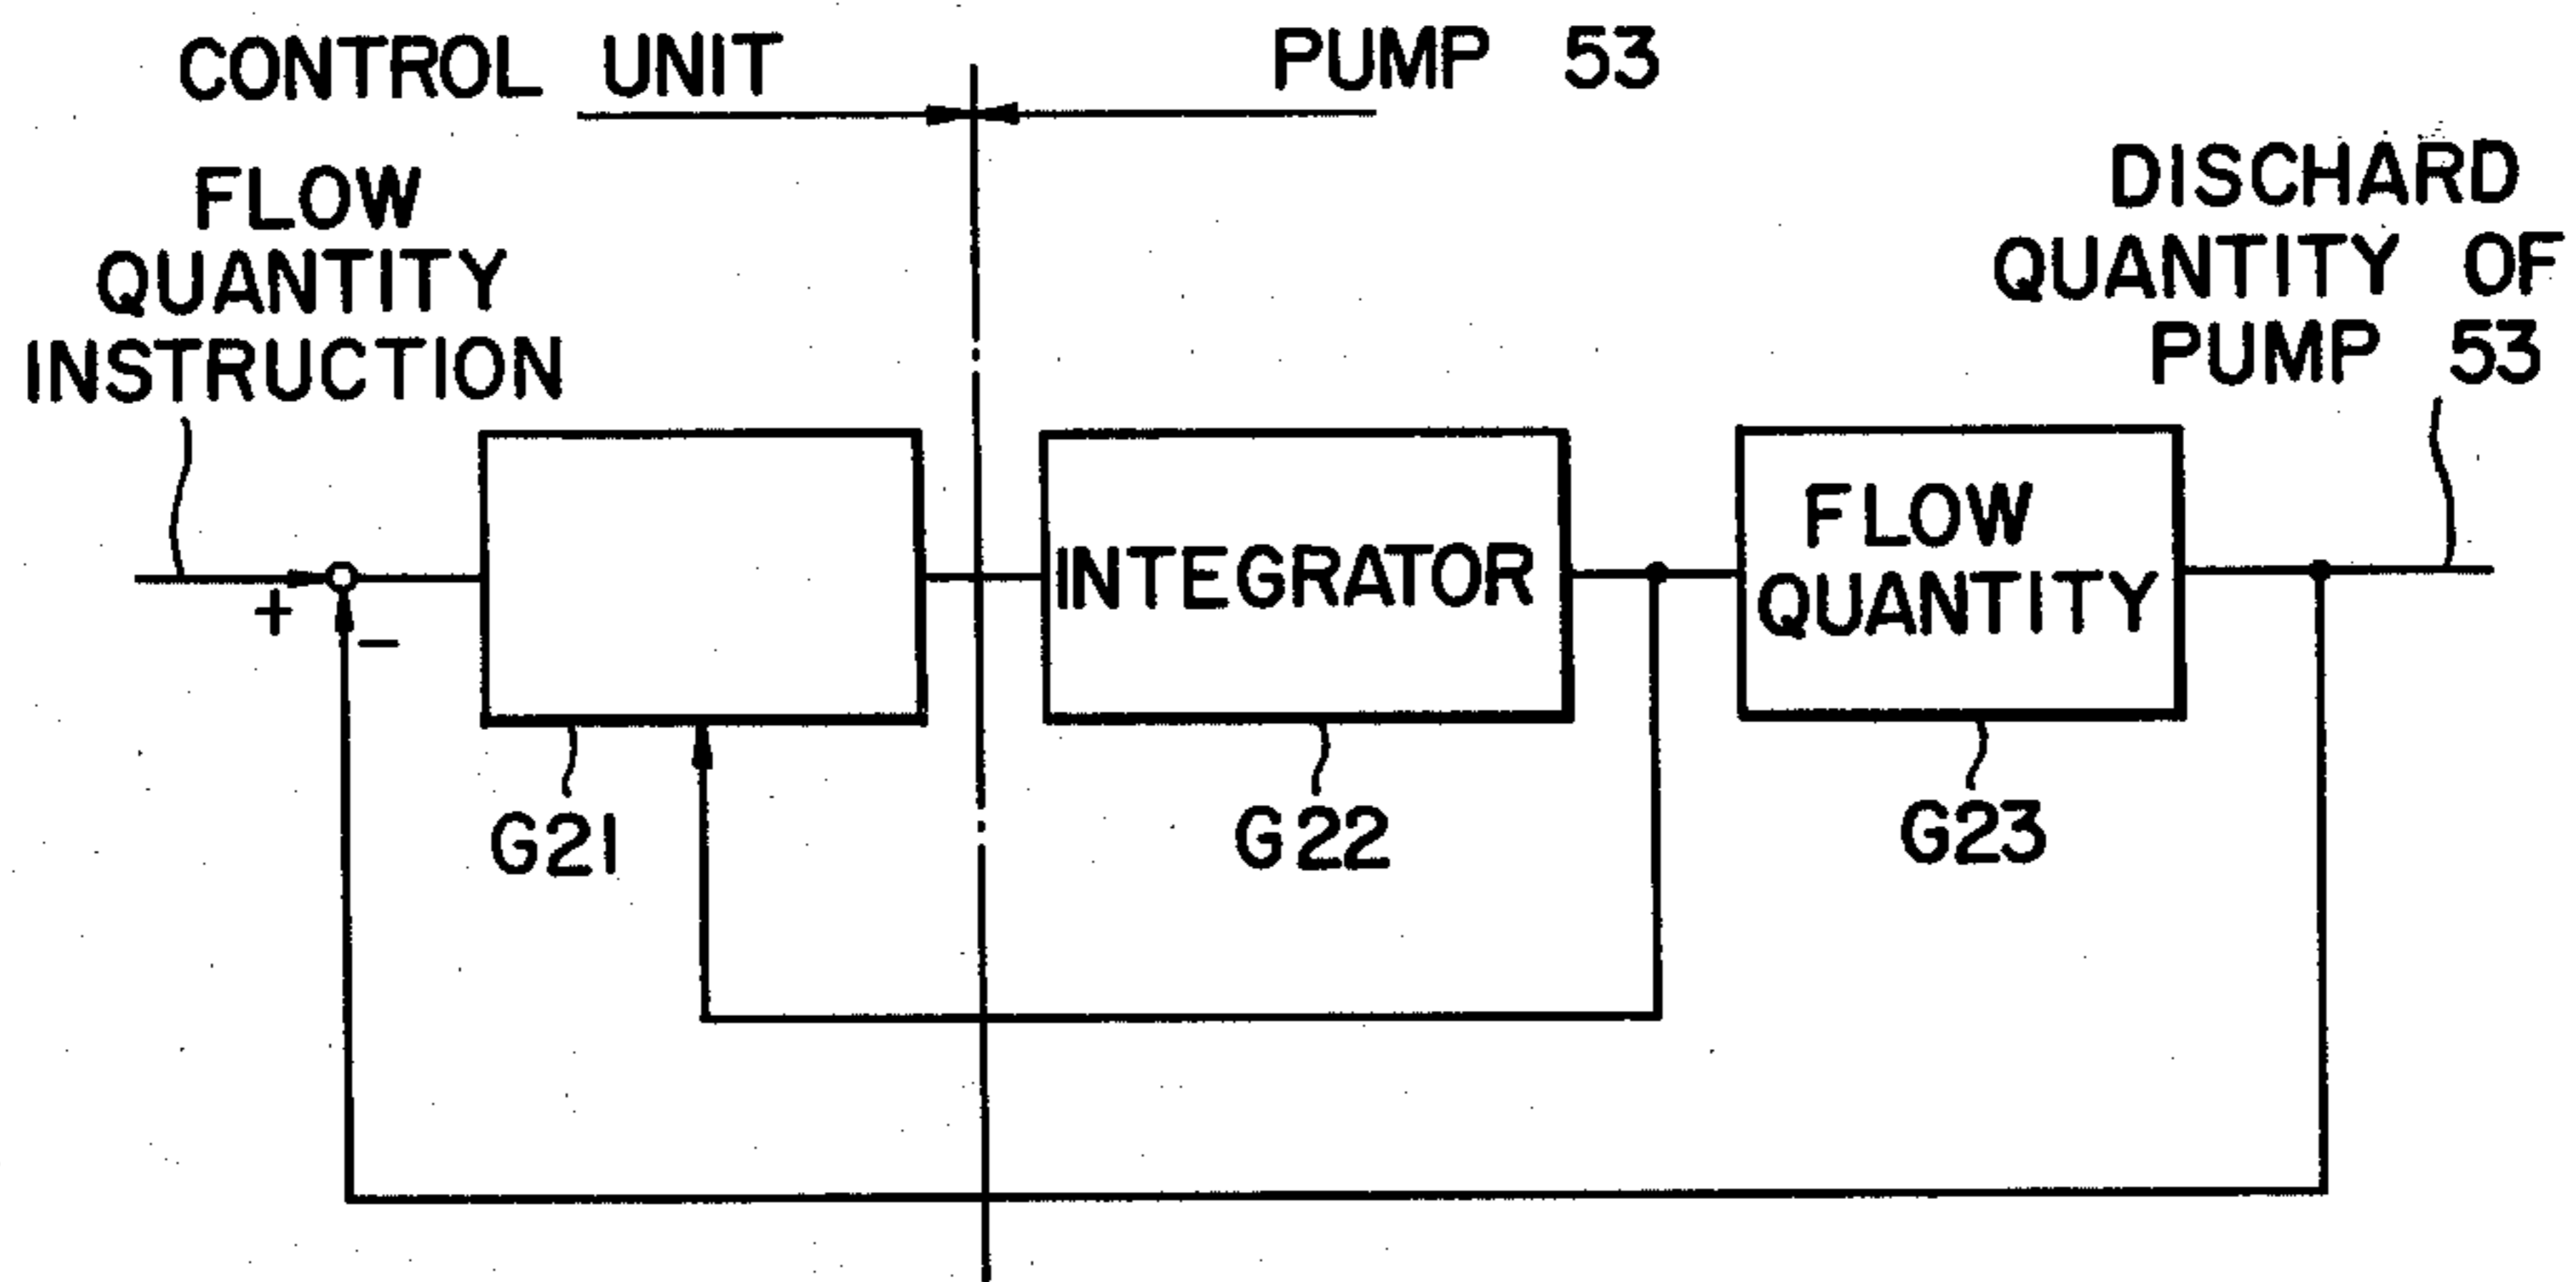 CONTROL UNIT
PUMP 53
FLOW
QUANTITY
INSTRUCTION
DISCHARD
QUANTITY OF
PUMP 53
+
−
INTEGRATOR
FLOW
QUANTITY
G21
G22
G23